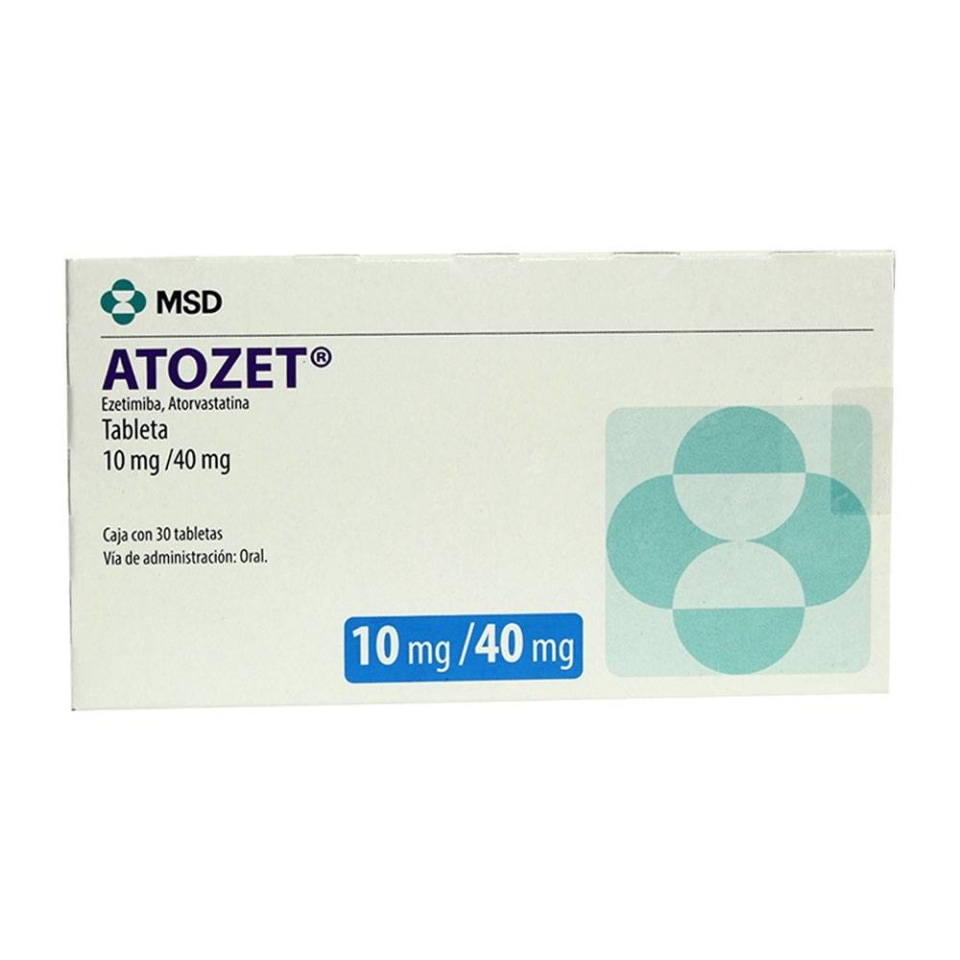 MSD
ATOZET®
Ezetimiba, Atorvastatina
Tableta
10 mg /40 mg
Caja con 30 tabletas
Vía de administración: Oral.
10 mg /40 mg